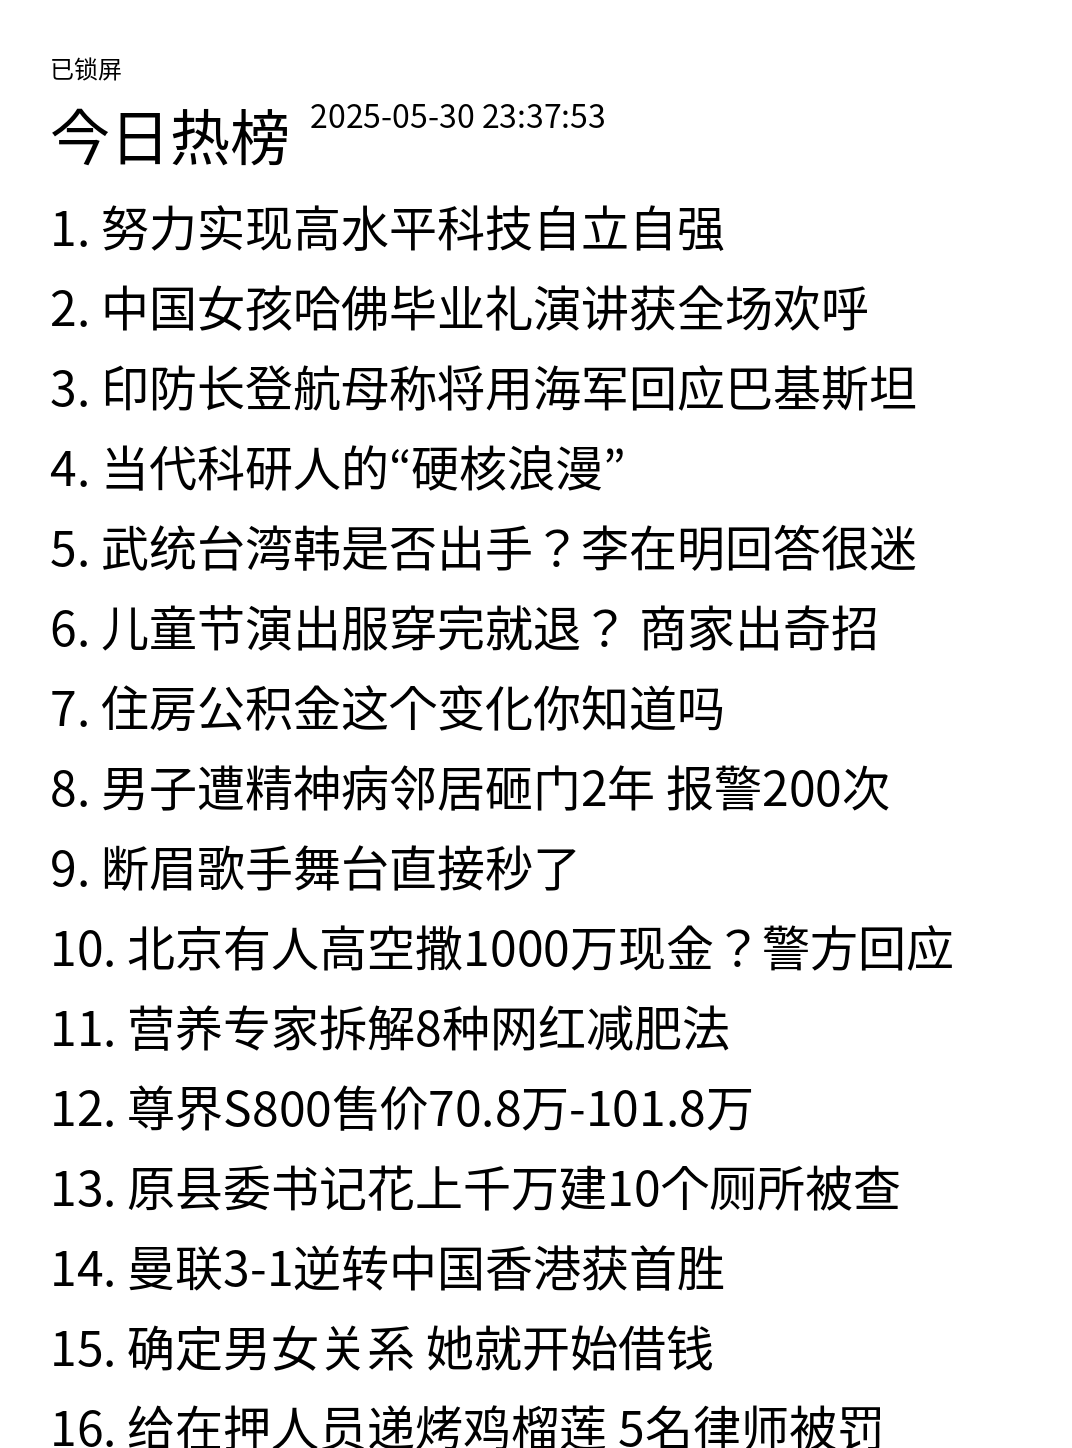 已锁屏
今日热榜 2025-05-30 23:37:53
1. 努力实现高水平科技自立自强
2. 中国女孩哈佛毕业礼演讲获全场欢呼
3. 印防长登航母称将用海军回应巴基斯坦
4. 当代科研人的“硬核浪漫”
5. 武统台湾韩是否出手？李在明回答很迷
6. 儿童节演出服穿完就退？ 商家出奇招
7. 住房公积金这个变化你知道吗
8. 男子遭精神病邻居砸门2年 报警200次
9. 断眉歌手舞台直接秒了
10. 北京有人高空撒1000万现金？警方回应
11. 营养专家拆解8种网红减肥法
12. 尊界S800售价70.8万-101.8万
13. 原县委书记花上千万建10个厕所被查
14. 曼联3-1逆转中国香港获首胜
15. 确定男女关系 她就开始借钱
16. 给在押人员递烤鸡榴莲 5名律师被罚